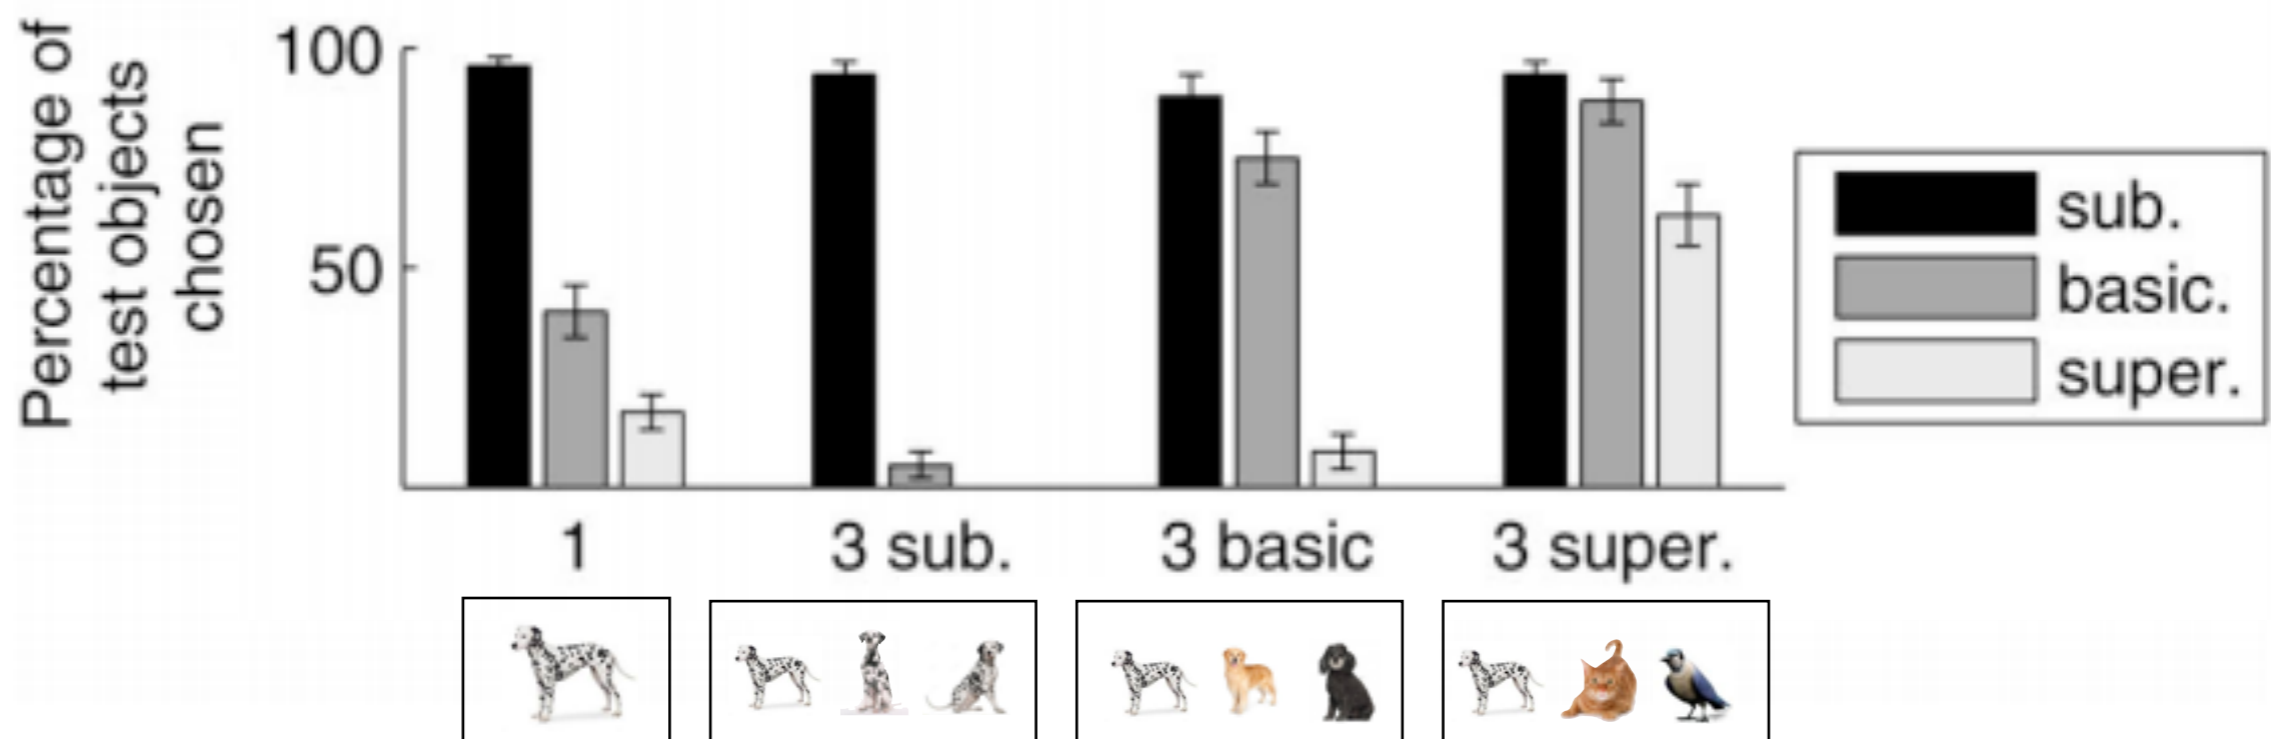 Percentage of
test objects
chosen
100
50
1
3 sub.
3 basic
3 super.
sub.
basic.
super.